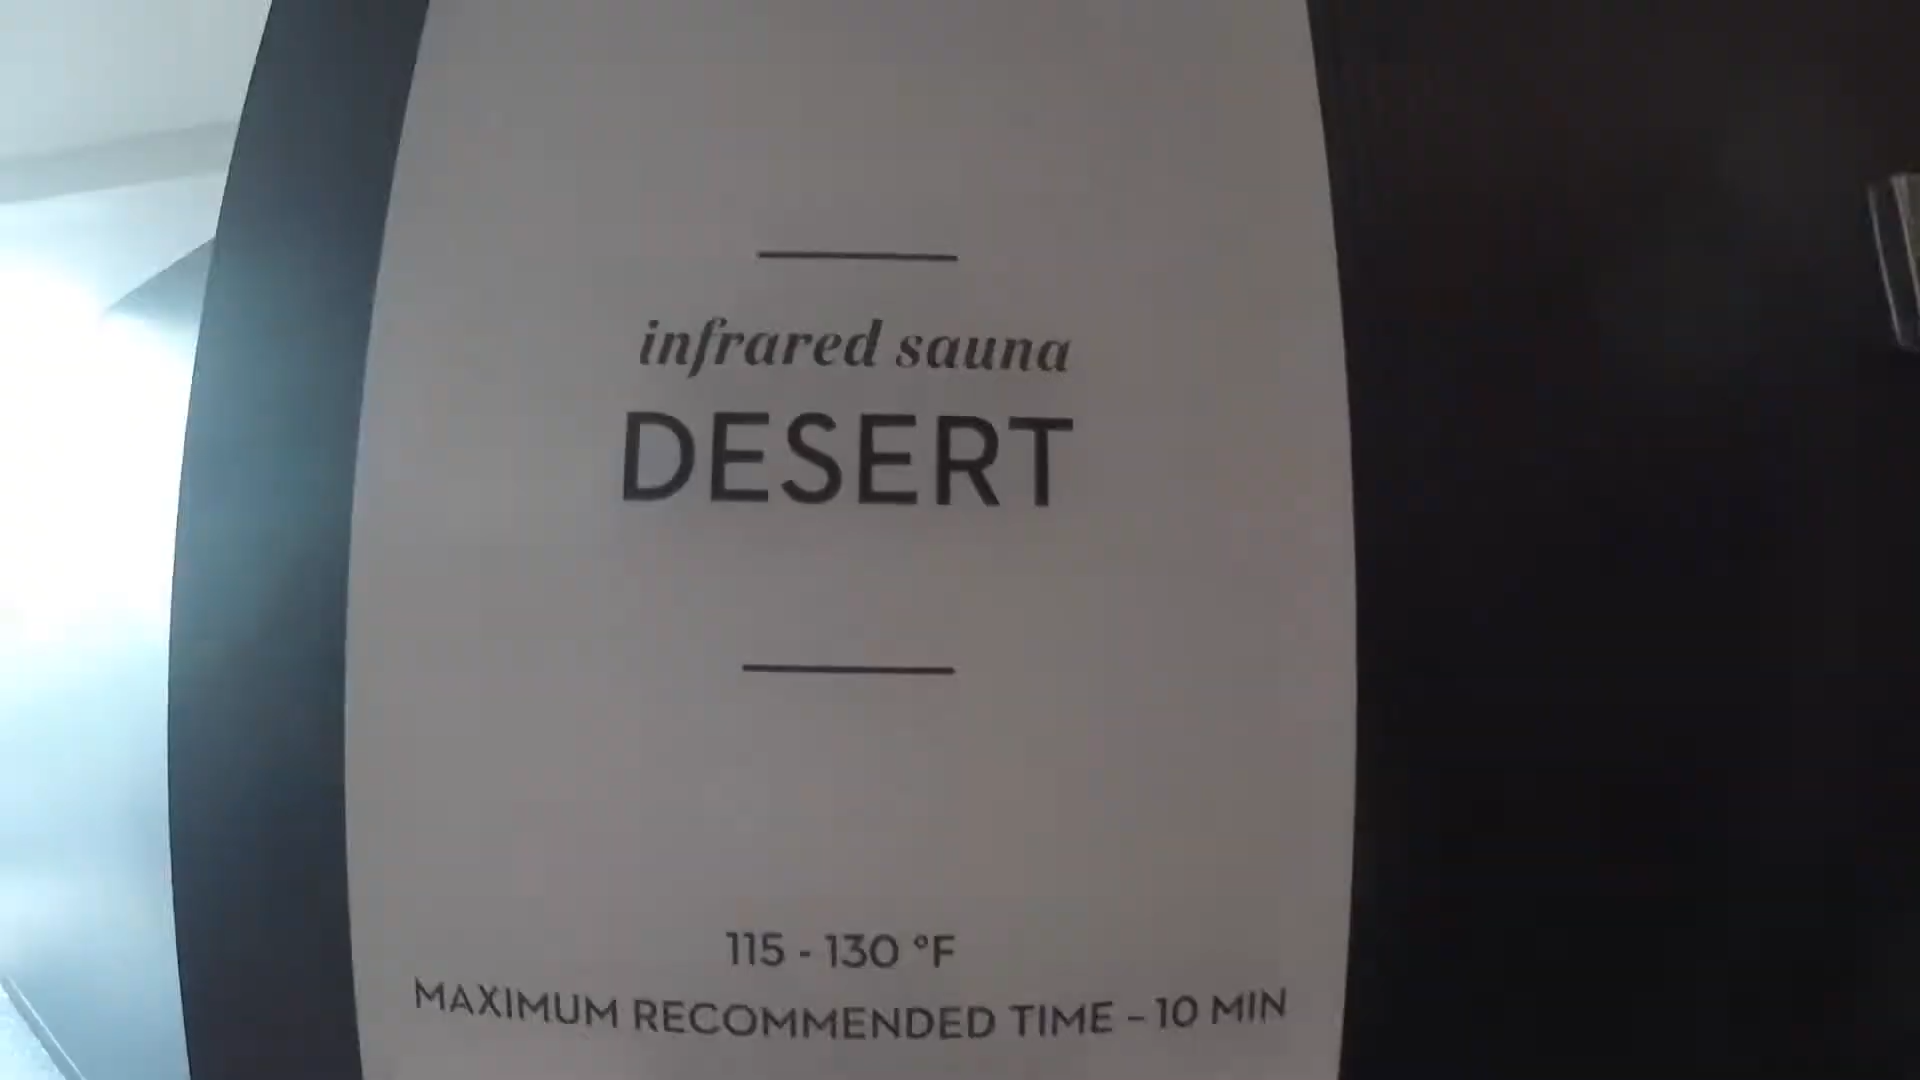 infrared sauna
DESERT
115 - 130 °F
MAXIMUM RECOMMENDED TIME – 10 MIN